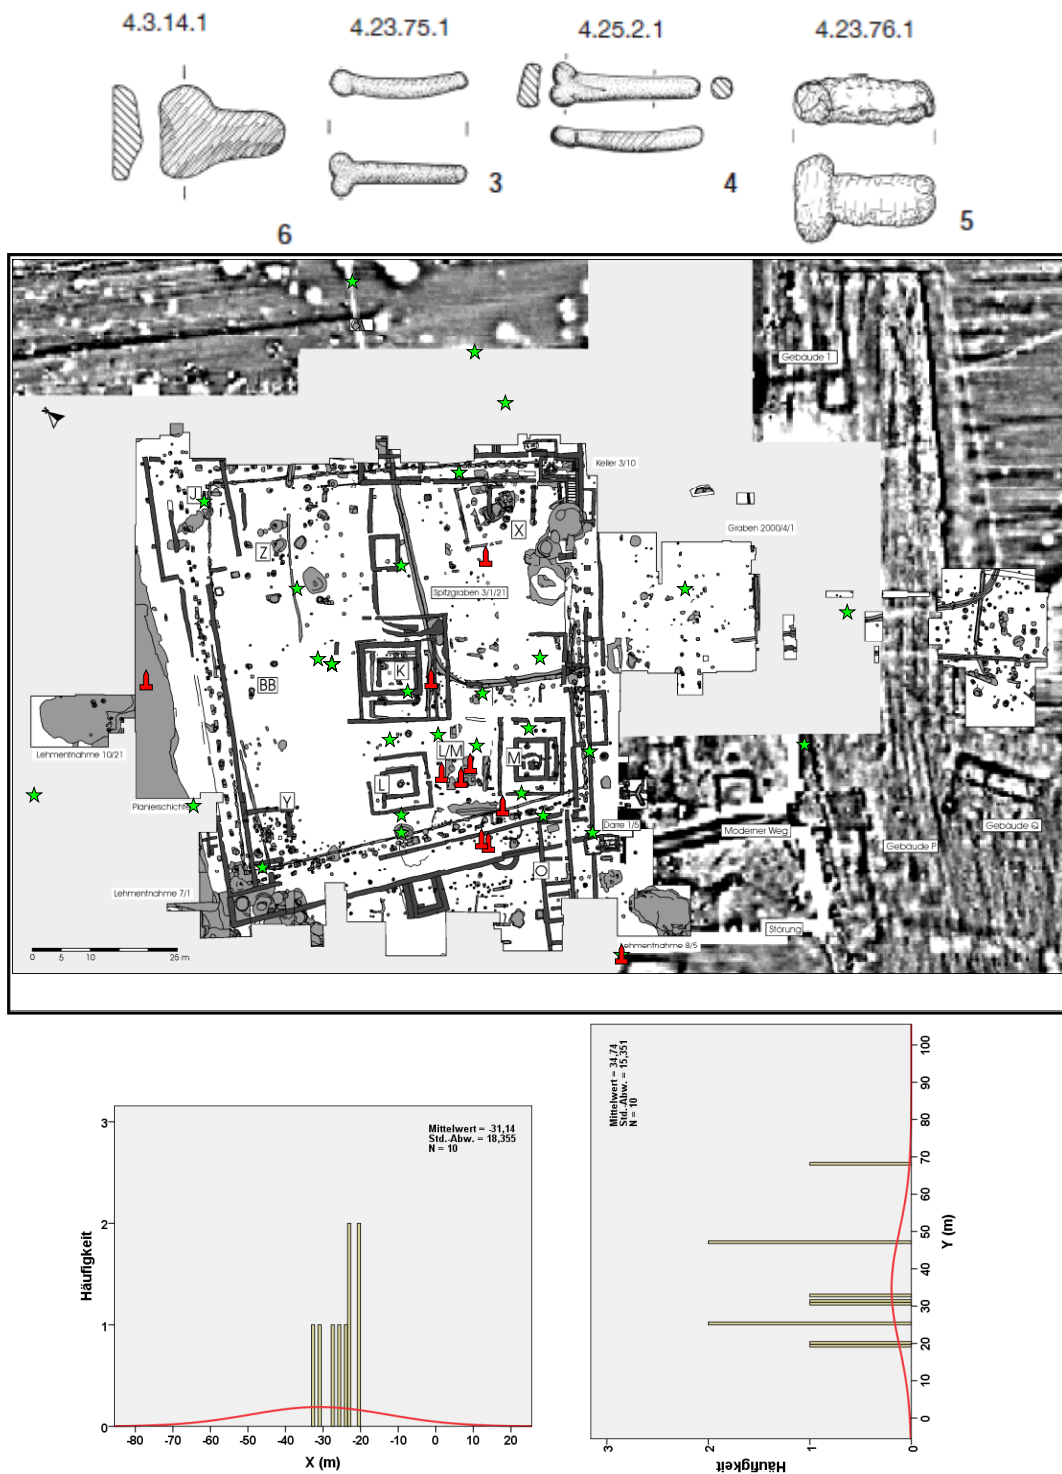 4.3.14.1
4.23.75.1
4.25.2.1
4.23.76.1
3
4
5
6
Gebäude T
Keller 3/10
J
X
Z
Graben 2000/4/1
Spitzgraben 3/1/21
K
BB
Lehmentnahme 10/21
L/M
M
L
Planierschicht
Y
Darre 1/5
Moderner Weg
Gebäude Q
Gebäude P
Lehmentnahme 7/1
O
Störung
Lehmentnahme 8/5
0 5 10 25 m
Mittelwert = -31,14
Std.-Abw. = 18,355
N = 10
Häufigkeit
3
2
1
0
-80 -70 -60 -50 -40 -30 -20 -10 0 10 20
X (m)
Mittelwert = 34,74
Std.-Abw. = 15,351
N = 10
100
90
80
70
60
50
40
30
20
10
0
Y (m)
3 2 1 0
Häufigkeit